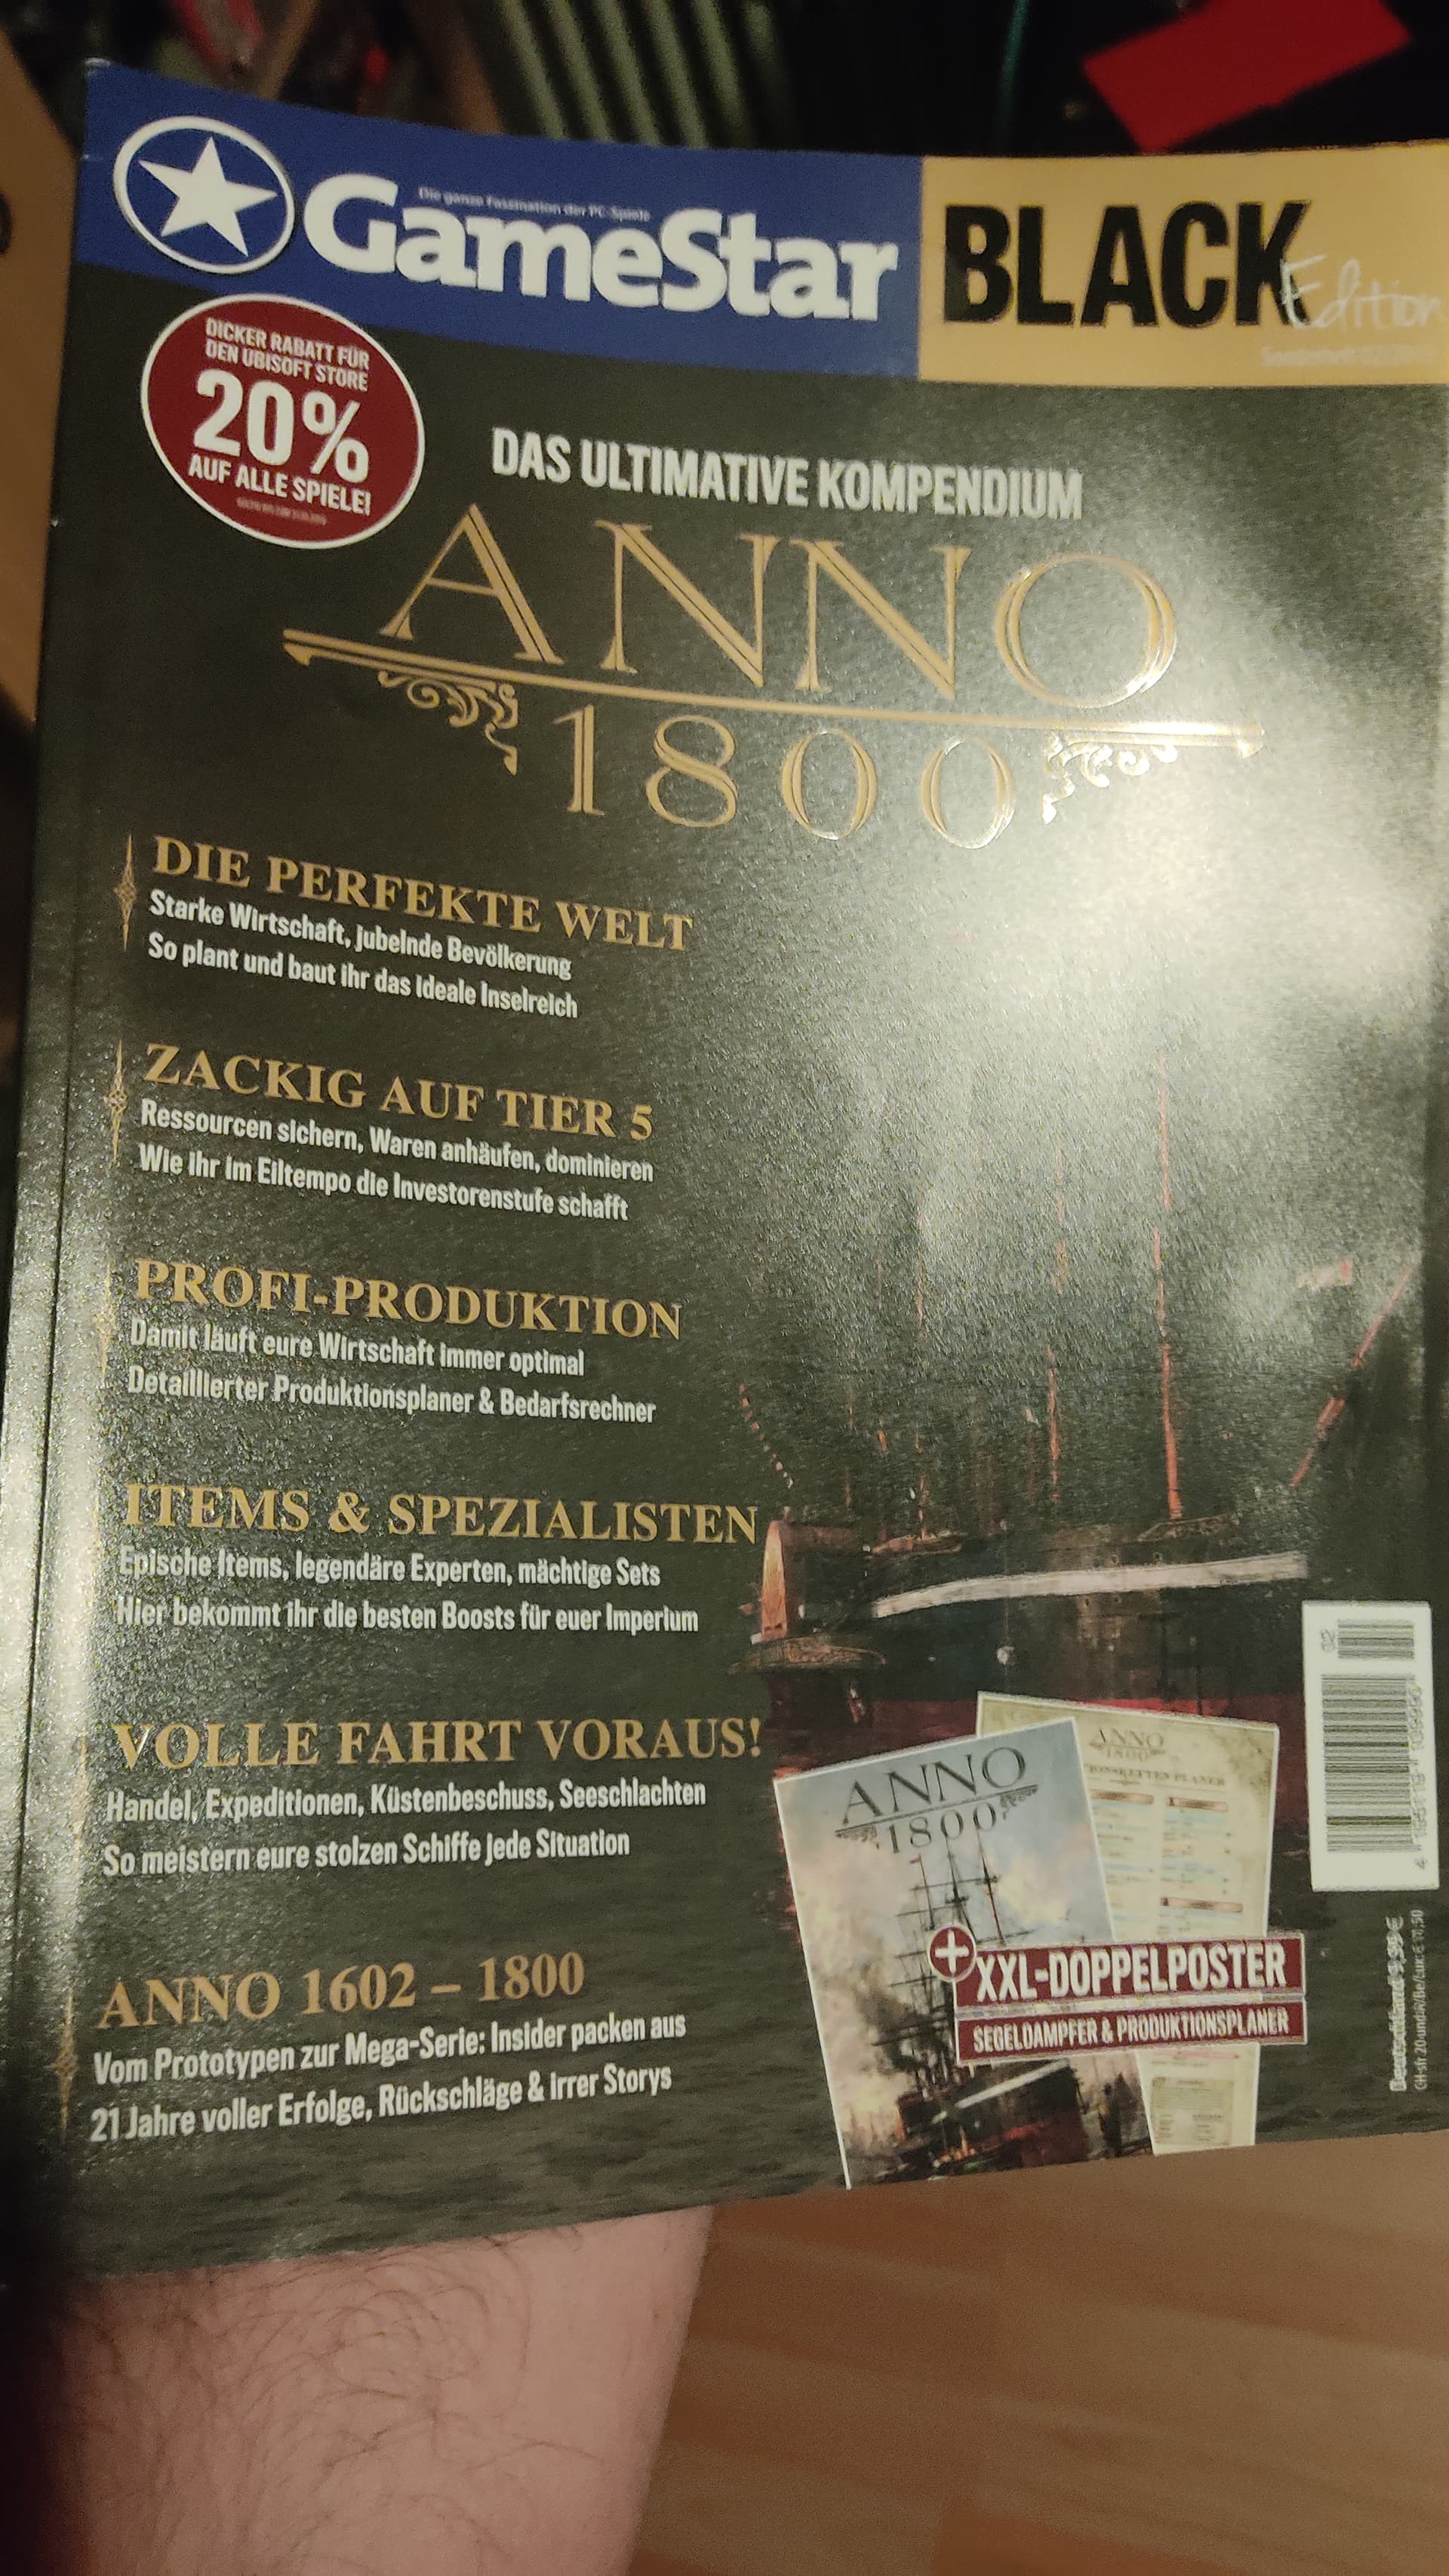 Die ganze Faszination der PC-Spiele
GameStar
BLACK
Edition
Sonderheft
DICKER RABATT FÜR
DEN UBISOFT STORE
20%
AUF ALLE SPIELE!
DAS ULTIMATIVE KOMPENDIUM
ANNO
1800
DIE PERFEKTE WELT
Starke Wirtschaft, jubelnde Bevölkerung
So plant und baut ihr das ideale Inselreich
ZACKIG AUF TIER 5
Ressourcen sichern, Waren anhäufen, dominieren
Wie ihr im Eiltempo die Investorenstufe schafft
PROFI-PRODUKTION
Damit läuft eure Wirtschaft immer optimal
Detaillierter Produktionsplaner & Bedarfsrechner
ITEMS & SPEZIALISTEN
Epische Items, legendäre Experten, mächtige Sets
Hier bekommt ihr die besten Boosts für euer Imperium
VOLLE FAHRT VORAUS!
Handel, Expeditionen, Küstenbeschuss, Seeschlachten
So meistern eure stolzen Schiffe jede Situation
ANNO 1602 – 1800
Vom Prototypen zur Mega-Serie: Insider packen aus
21 Jahre voller Erfolge, Rückschläge & irrer Storys
ANNO
1800
ANNO
1800
PLANER
+
XXL-DOPPELPOSTER
SEGELDAMPFER & PRODUKTIONSPLANER
02
Deutschland 9,99 €